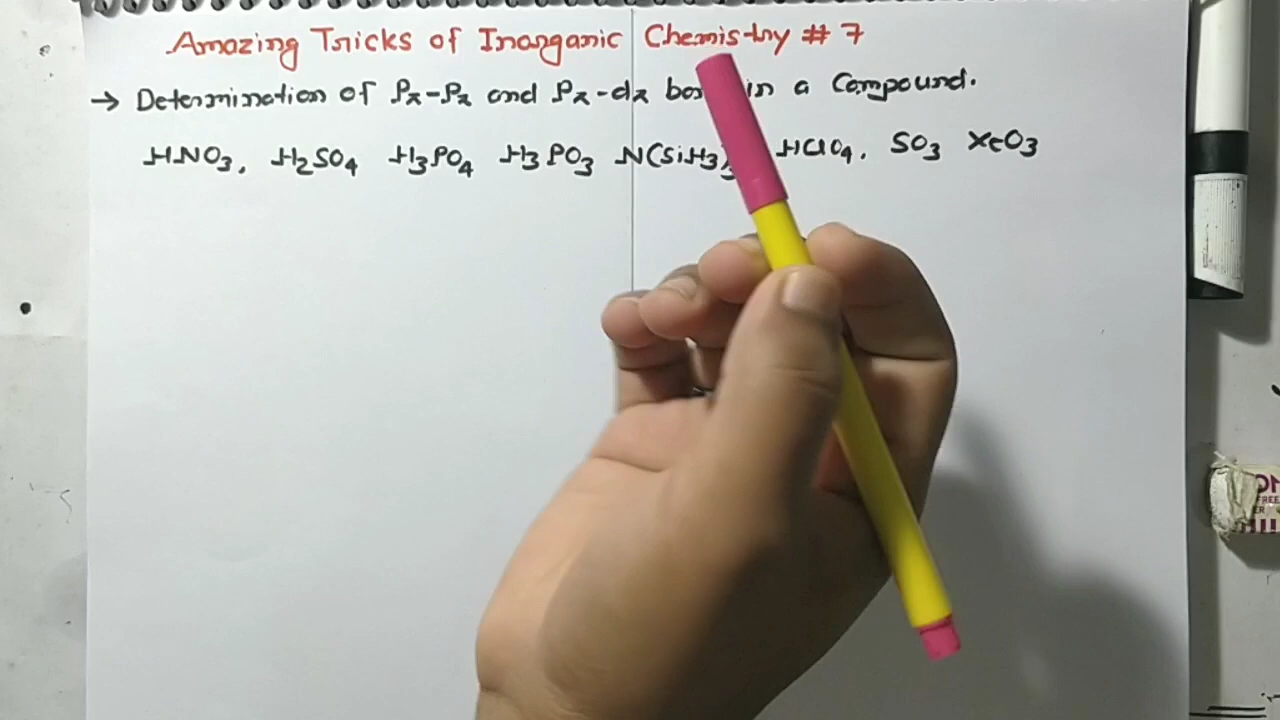 Amazing Tricks of Inorganic Chemistry # 7
→ Determination of Pπ-Pπ and Pπ-dπ in a Compound.
HNO3, H2SO4 H3PO4 H3PO3 N(SiH3)3 HClO4, SO3 XeO3